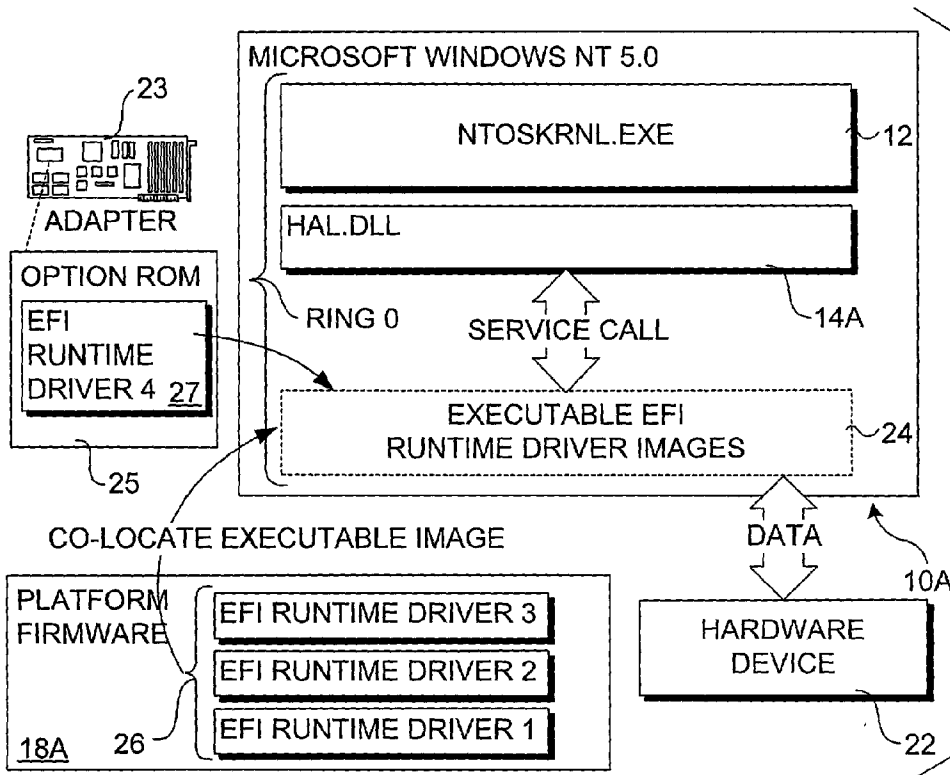 MICROSOFT WINDOWS NT 5.0
23
NTOSKRNL.EXE
12
ADAPTER
HAL.DLL
14A
OPTION ROM
EFI
RUNTIME
DRIVER 4
27
25
RING 0
SERVICE CALL
EXECUTABLE EFI
RUNTIME DRIVER IMAGES
24
CO-LOCATE EXECUTABLE IMAGE
DATA
10A
PLATFORM
FIRMWARE
EFI RUNTIME DRIVER 3
EFI RUNTIME DRIVER 2
EFI RUNTIME DRIVER 1
26
18A
HARDWARE
DEVICE
22